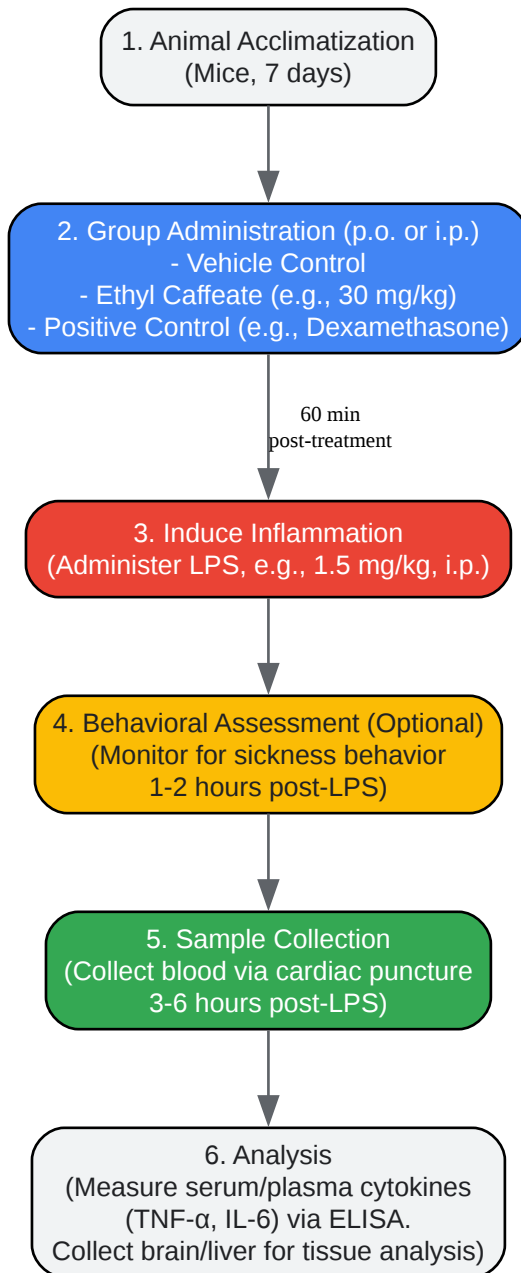 1. Animal Acclimatization
(Mice, 7 days)
2. Group Administration (p.o. or i.p.)
- Vehicle Control
- Ethyl Caffeate (e.g., 30 mg/kg)
- Positive Control (e.g., Dexamethasone)
60 min
post-treatment
3. Induce Inflammation
(Administer LPS, e.g., 1.5 mg/kg, i.p.)
4. Behavioral Assessment (Optional)
(Monitor for sickness behavior
1-2 hours post-LPS)
5. Sample Collection
(Collect blood via cardiac puncture
3-6 hours post-LPS)
6. Analysis
(Measure serum/plasma cytokines
(TNF-α, IL-6) via ELISA.
Collect brain/liver for tissue analysis)